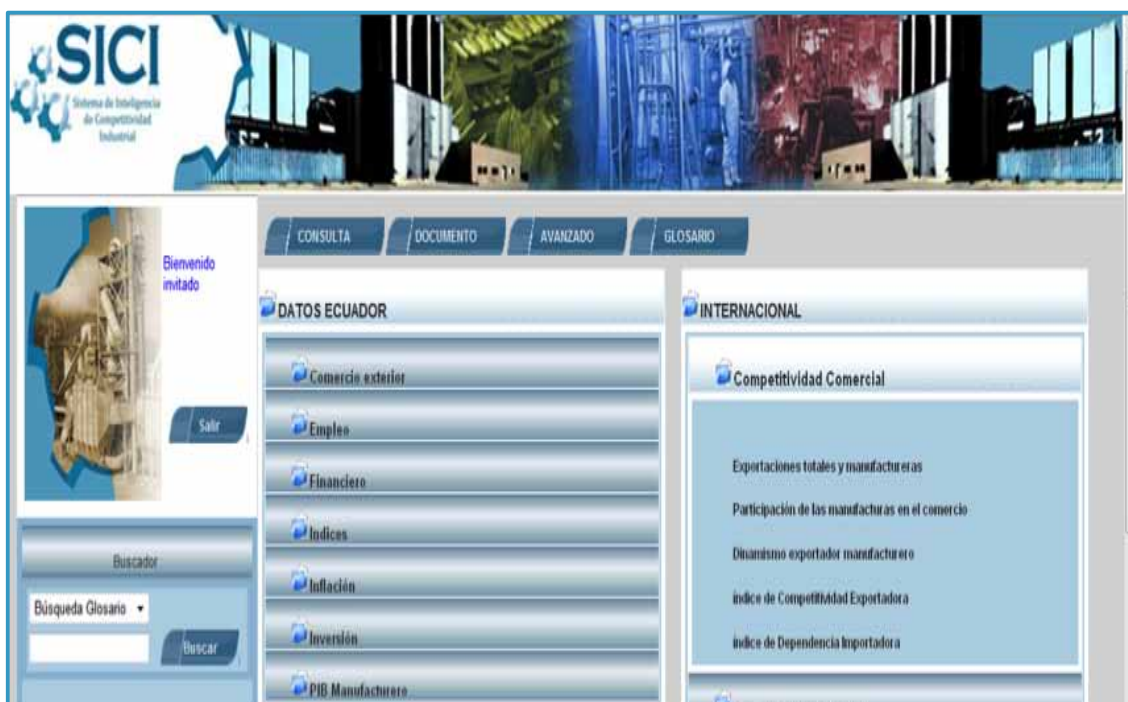 SICI
Sistema de Inteligencia
de Competitividad
Industrial
Bienvenido
invitado
Salir
Buscador
Búsqueda Glosario
Buscar
CONSULTA
DOCUMENTO
AVANZADO
GLOSARIO
DATOS ECUADOR
Comercio exterior
Empleo
Financiero
Indices
Inflación
Inversión
PIB Manufacturero
INTERNACIONAL
Competitividad Comercial
Exportaciones totales y manufactureras
Participación de las manufacturas en el comercio
Dinamismo exportador manufacturero
índice de Competitividad Exportadora
índice de Dependencia Importadora